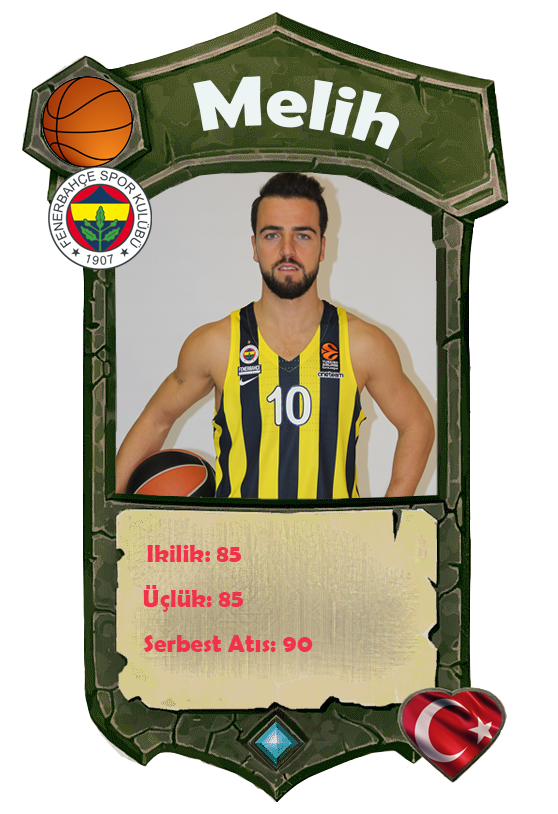 Melih
FENERBAHÇE SPOR KULÜBÜ
★ 1907 ★
FENERBAHÇE
10
Ikilik: 85
Üçlük: 85
Serbest Atıs: 90